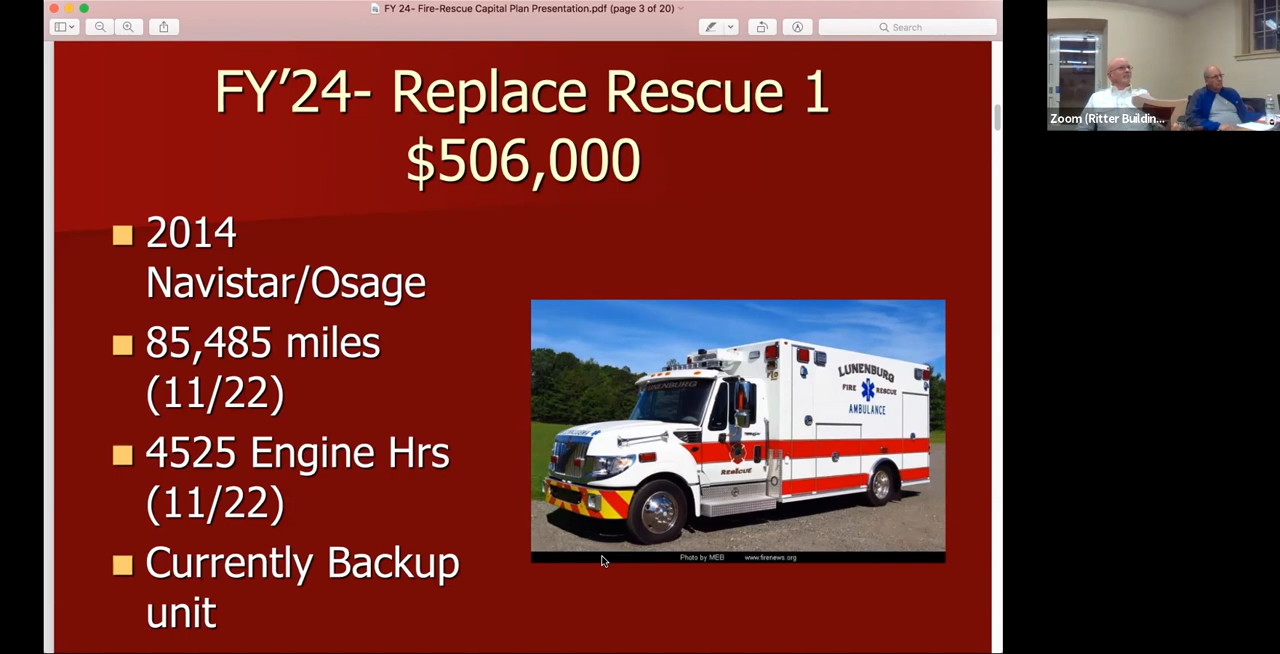 FY 24- Fire-Rescue Capital Plan Presentation.pdf (page 3 of 20)
Search
FY'24- Replace Rescue 1
$506,000
2014
Navistar/Osage
85,485 miles
(11/22)
4525 Engine Hrs
(11/22)
Currently Backup
unit
LUNENBURG
LUNENBURG
FIRE RESCUE
AMBULANCE
RESCUE
Photo by MEB www.firenews.org
Zoom (Ritter Buildin...